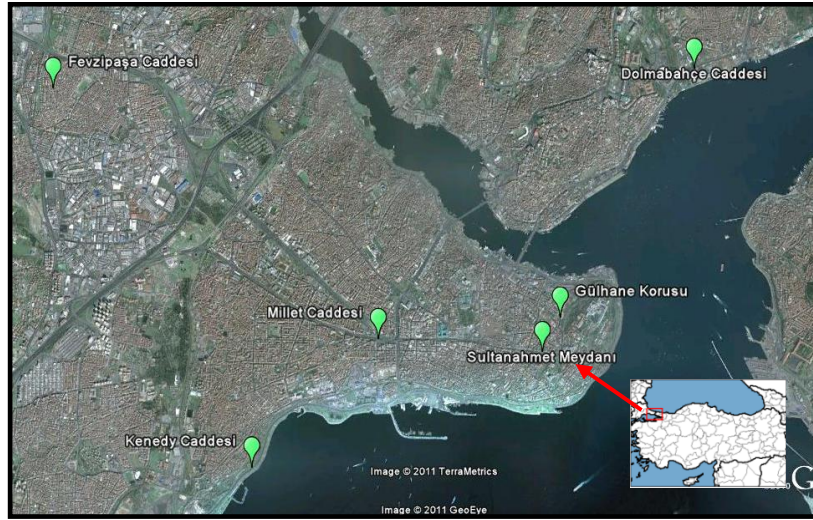 Fevzipaşa Caddesi
Dolmabahçe Caddesi
Gülhane Korusu
Millet Caddesi
Sultanahmet Meydanı
Kenedy Caddesi
Image © 2011 TerraMetrics
G
Image © 2011 GeoEye